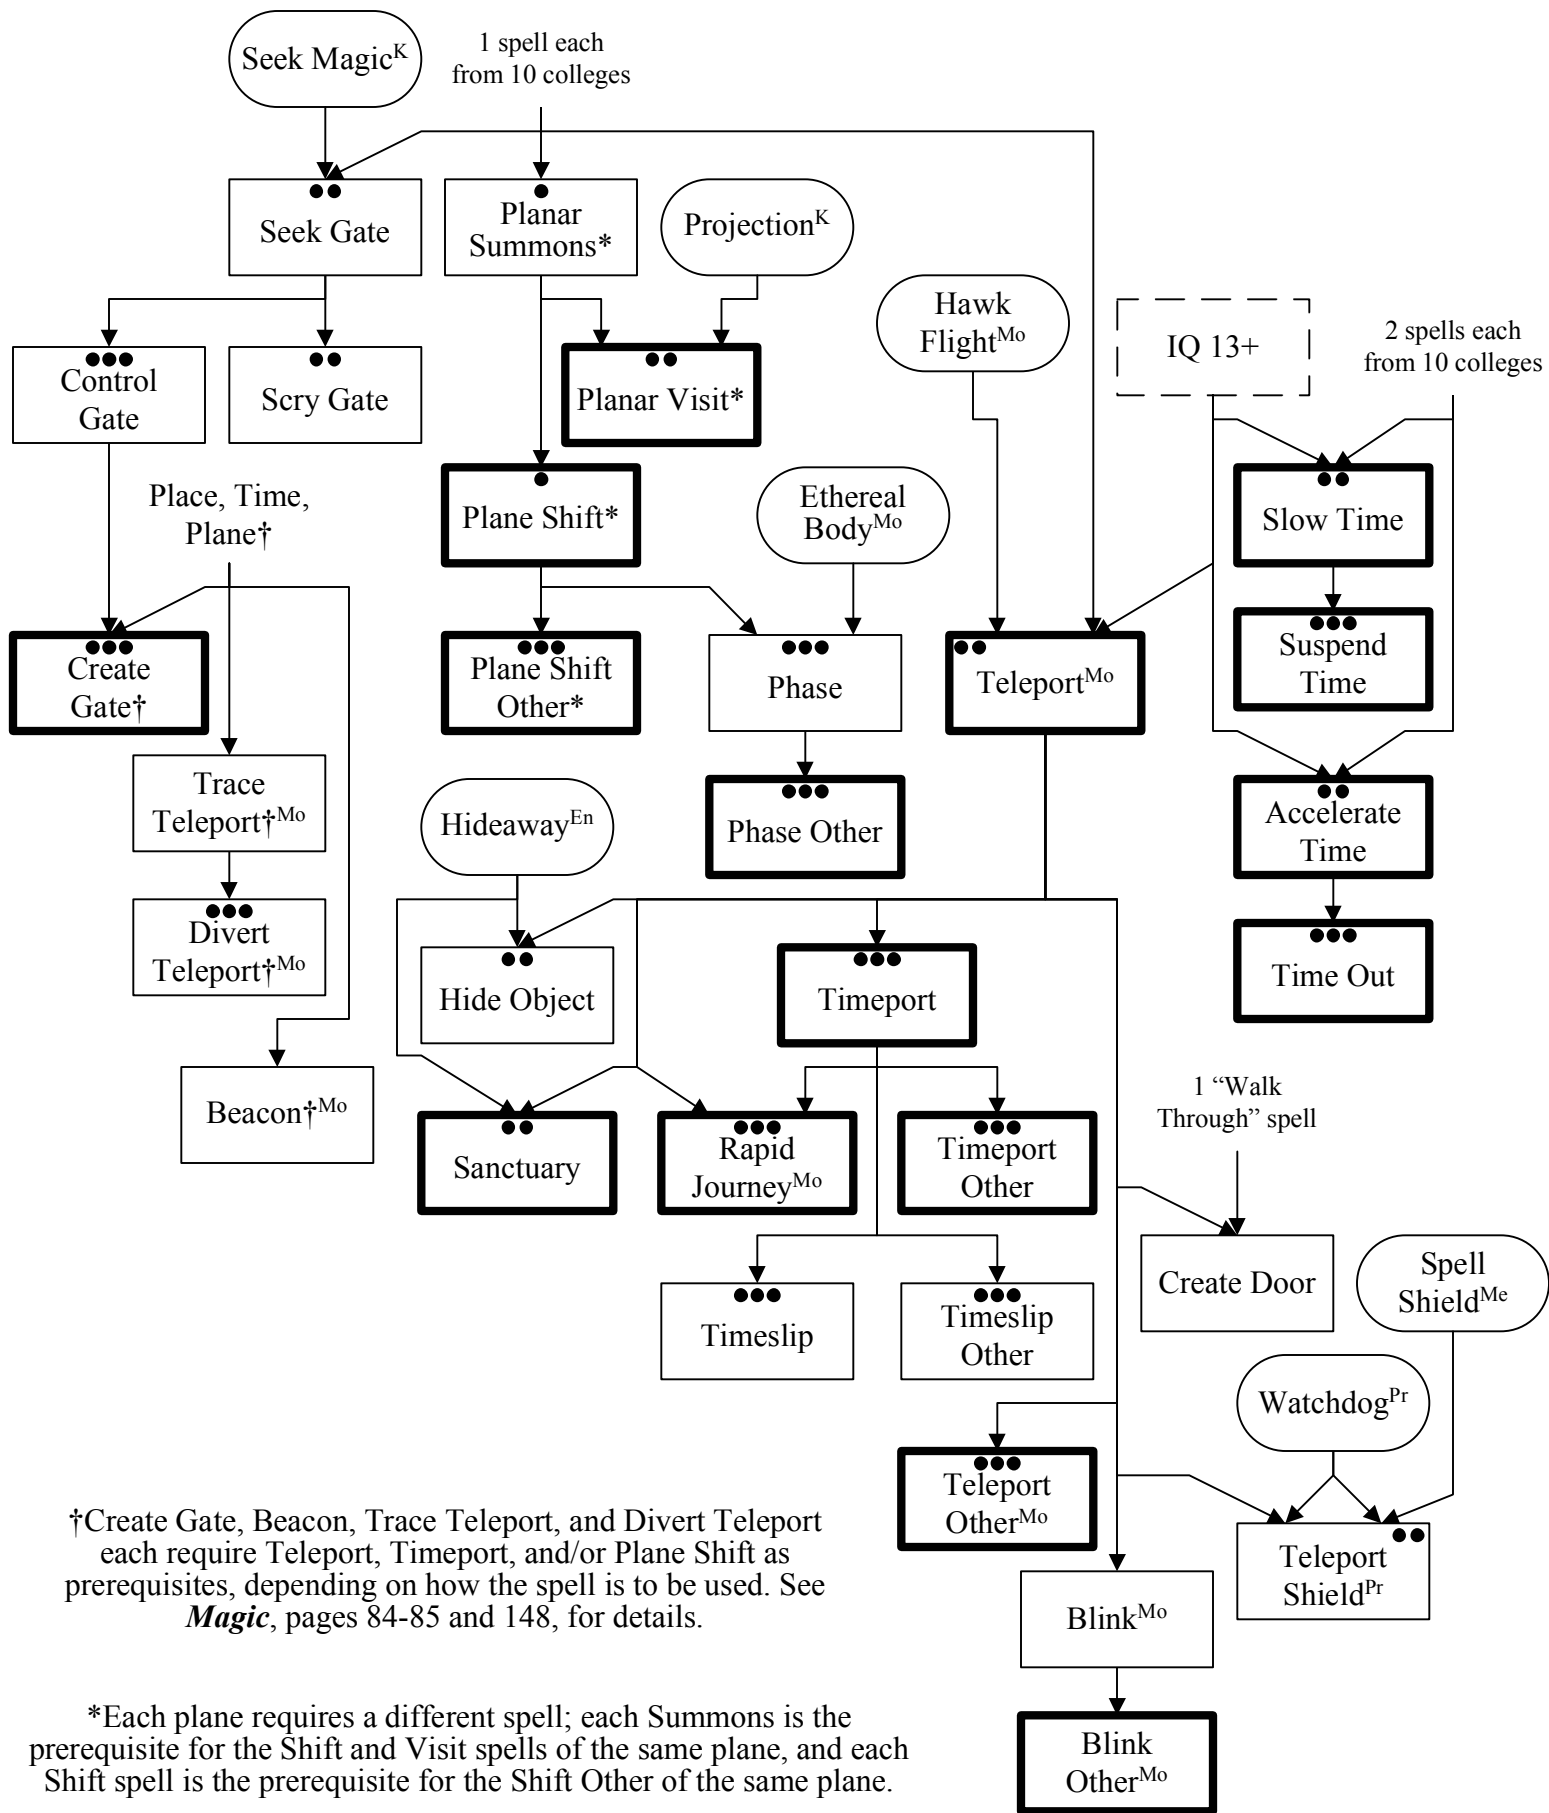 Seek Magic^K
1 spell each
from 10 colleges
Seek Gate
Planar
Summons*
Projection^K
Hawk
Flight^Mo
IQ 13+
2 spells each
from 10 colleges
Control
Gate
Scry Gate
Planar Visit*
Place, Time,
Plane†
Plane Shift*
Ethereal
Body^Mo
Slow Time
Create
Gate†
Plane Shift
Other*
Phase
Teleport^Mo
Suspend
Time
Trace
Teleport†^Mo
Hideaway^En
Phase Other
Accelerate
Time
Divert
Teleport†^Mo
Hide Object
Timeport
Time Out
Beacon†^Mo
Sanctuary
Rapid
Journey^Mo
Timeport
Other
1 “Walk
Through” spell
Timeslip
Timeslip
Other
Create Door
Spell
Shield^Me
Watchdog^Pr
Teleport
Other^Mo
Teleport
Shield^Pr
†Create Gate, Beacon, Trace Teleport, and Divert Teleport
each require Teleport, Timeport, and/or Plane Shift as
prerequisites, depending on how the spell is to be used. See
Magic, pages 84-85 and 148, for details.
Blink^Mo
*Each plane requires a different spell; each Summons is the
prerequisite for the Shift and Visit spells of the same plane, and each
Shift spell is the prerequisite for the Shift Other of the same plane.
Blink
Other^Mo